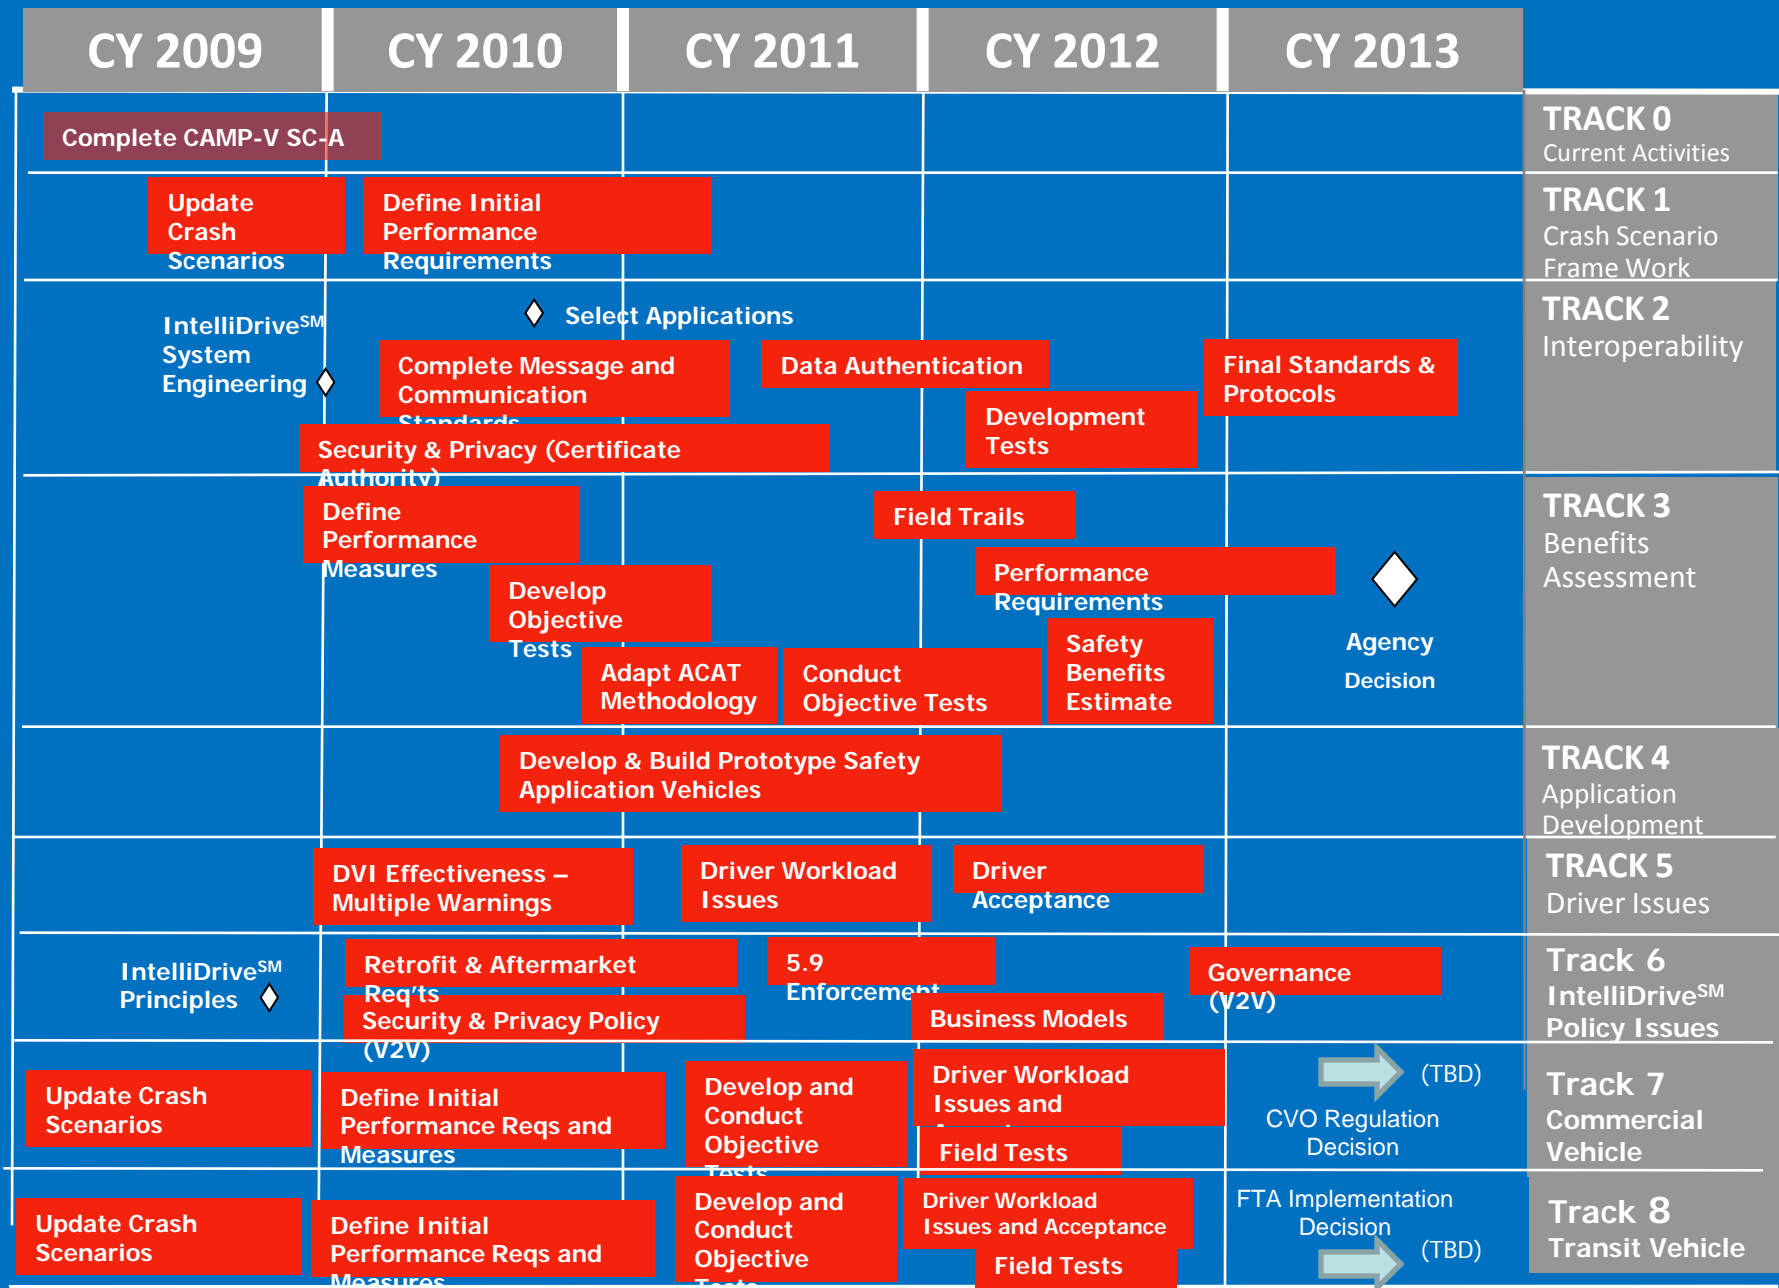 CY 2009
CY 2010
CY 2011
CY 2012
CY 2013
Complete CAMP-V SC-A
TRACK 0
Current Activities
Update
Crash
Scenarios
Define Initial
Performance
Requirements
TRACK 1
Crash Scenario
Frame Work
IntelliDriveSM
System
Engineering
Select Applications
Complete Message and
Communication
Standards
Data Authentication
Development
Tests
Final Standards &
Protocols
Security & Privacy (Certificate
Authority)
TRACK 2
Interoperability
Define
Performance
Measures
Develop
Objective
Tests
Adapt ACAT
Methodology
Conduct
Objective Tests
Field Trails
Performance
Requirements
Safety
Benefits
Estimate
Agency
Decision
TRACK 3
Benefits
Assessment
Develop & Build Prototype Safety
Application Vehicles
TRACK 4
Application
Development
DVI Effectiveness –
Multiple Warnings
Driver Workload
Issues
Driver
Acceptance
TRACK 5
Driver Issues
IntelliDriveSM
Principles
Retrofit & Aftermarket
Req'ts
Security & Privacy Policy
(V2V)
5.9
Enforcement
Business Models
Governance
(V2V)
Track 6
IntelliDriveSM
Policy Issues
Update Crash
Scenarios
Define Initial
Performance Reqs and
Measures
Develop and
Conduct
Objective
Tests
Driver Workload
Issues and
Field Tests
(TBD)
CVO Regulation
Decision
Track 7
Commercial
Vehicle
Update Crash
Scenarios
Define Initial
Performance Reqs and
Measures
Develop and
Conduct
Objective
Tests
Driver Workload
Issues and Acceptance
Field Tests
FTA Implementation
Decision
(TBD)
Track 8
Transit Vehicle